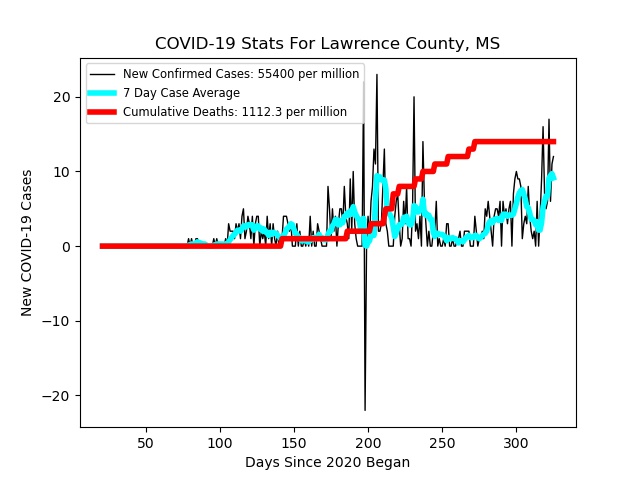 COVID-19 Stats For Lawrence County, MS
New Confirmed Cases: 55400 per million
7 Day Case Average
Cumulative Deaths: 1112.3 per million
New COVID-19 Cases
20
10
0
−10
−20
50 100 150 200 250 300
Days Since 2020 Began